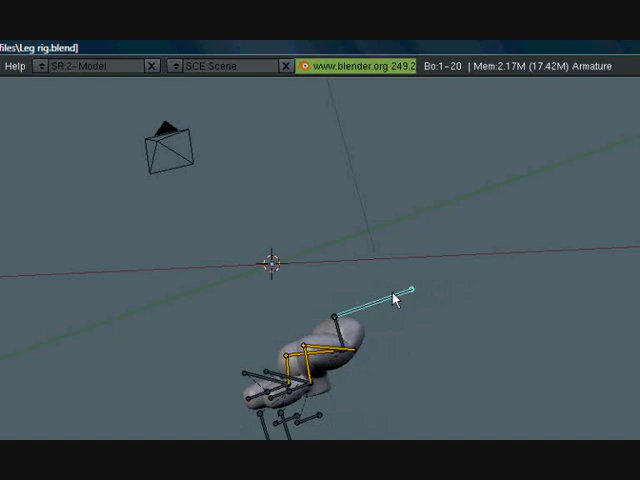 files\Leg rig.blend]
Help SR:2-Model X SCE:Scene X www.blender.org 249.2 Bo:1-20 | Mem:2.17M (17.42M) Armature